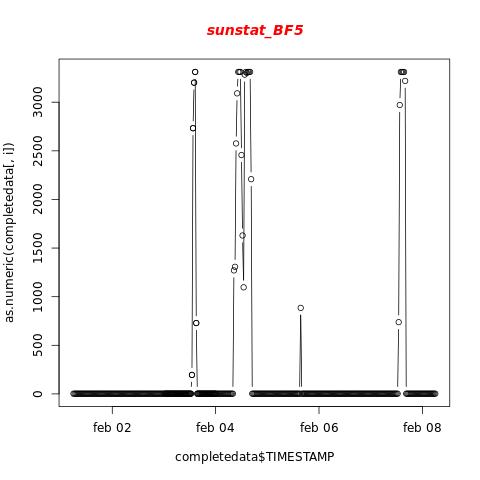 sunstat_BF5
as.numeric(completedata[, i])
3000
2500
2000
1500
1000
500
0
feb 02
feb 04
feb 06
feb 08
completedata$TIMESTAMP